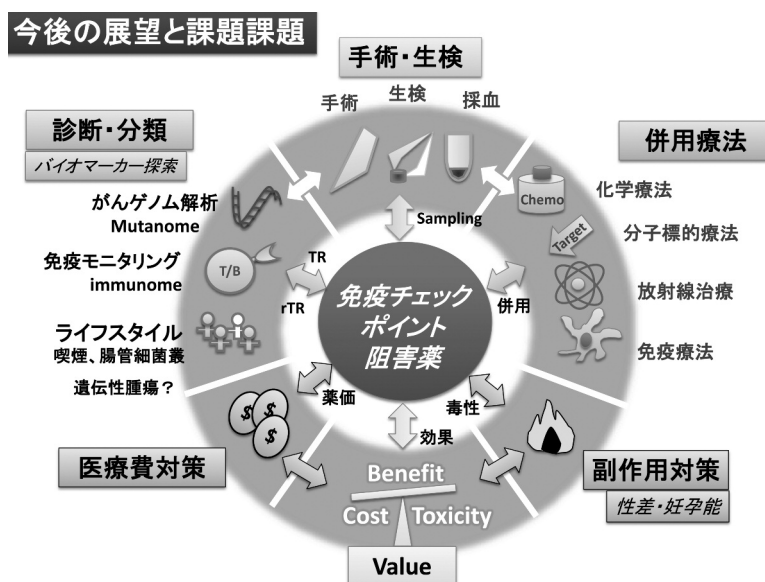 今後の展望と課題課題
手術・生検
手術
生検
採血
診断・分類
バイオマーカー探索
併用療法
がんゲノム解析
Mutanome
Chemo
化学療法
Sampling
Target
分子標的療法
免疫モニタリング
immunome
T/B
TR
rTR
免疫チェック
ポイント
阻害薬
併用
放射線治療
ライフスタイル
喫煙、腸管細菌叢
免疫療法
遺伝性腫瘍?
薬価
毒性
効果
$
$
$
医療費対策
Benefit
Cost
Toxicity
Value
副作用対策
性差・妊孕能